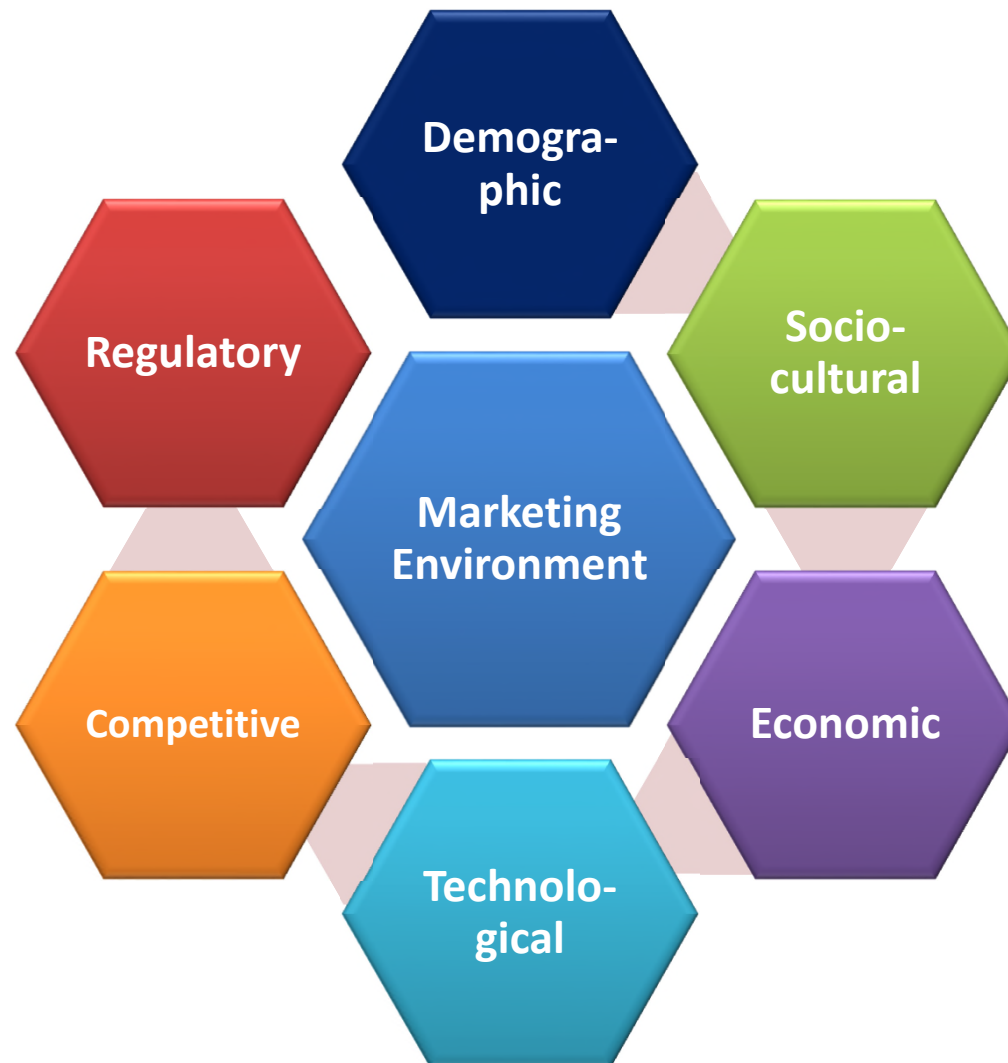 Demogra-
phic
Socio-
cultural
Regulatory
Marketing
Environment
Economic
Competitive
Technolo-
gical